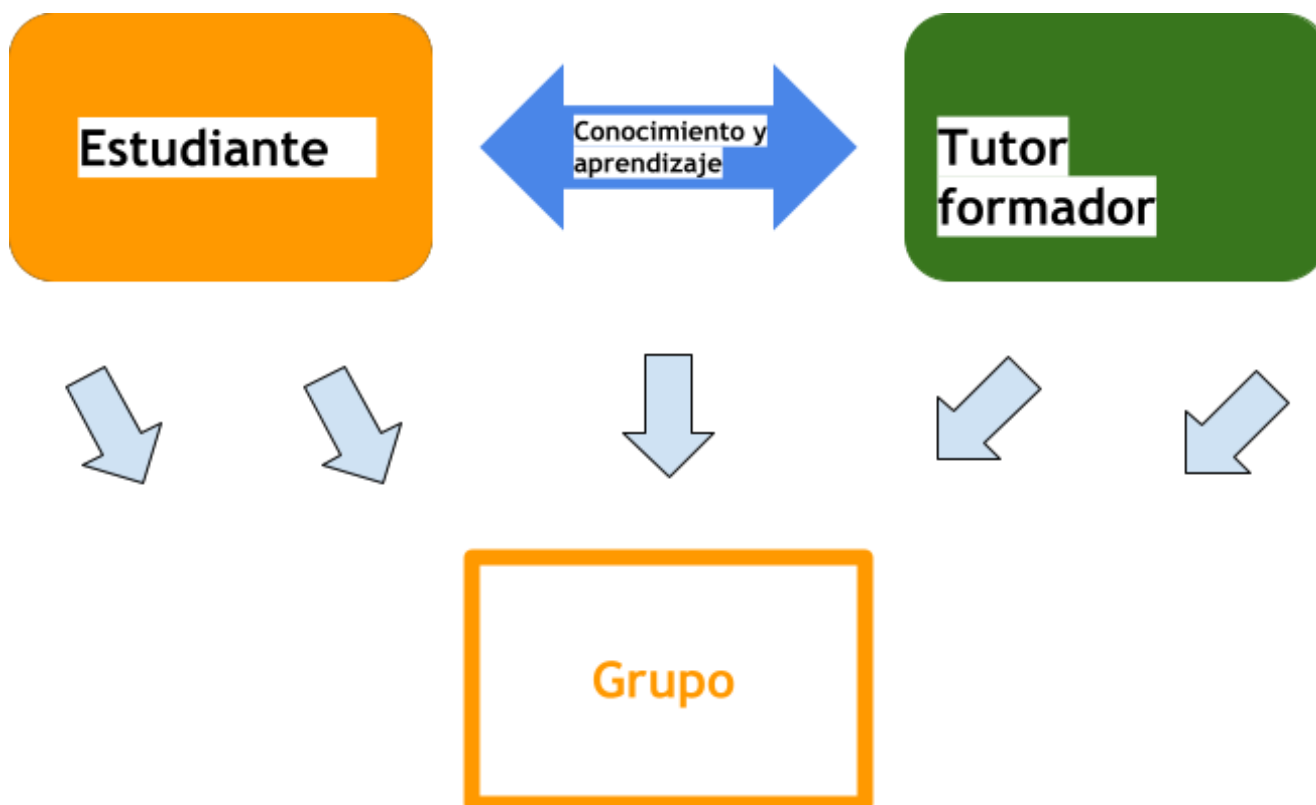 Estudiante
Conocimiento y
aprendizaje
Tutor
formador
Grupo